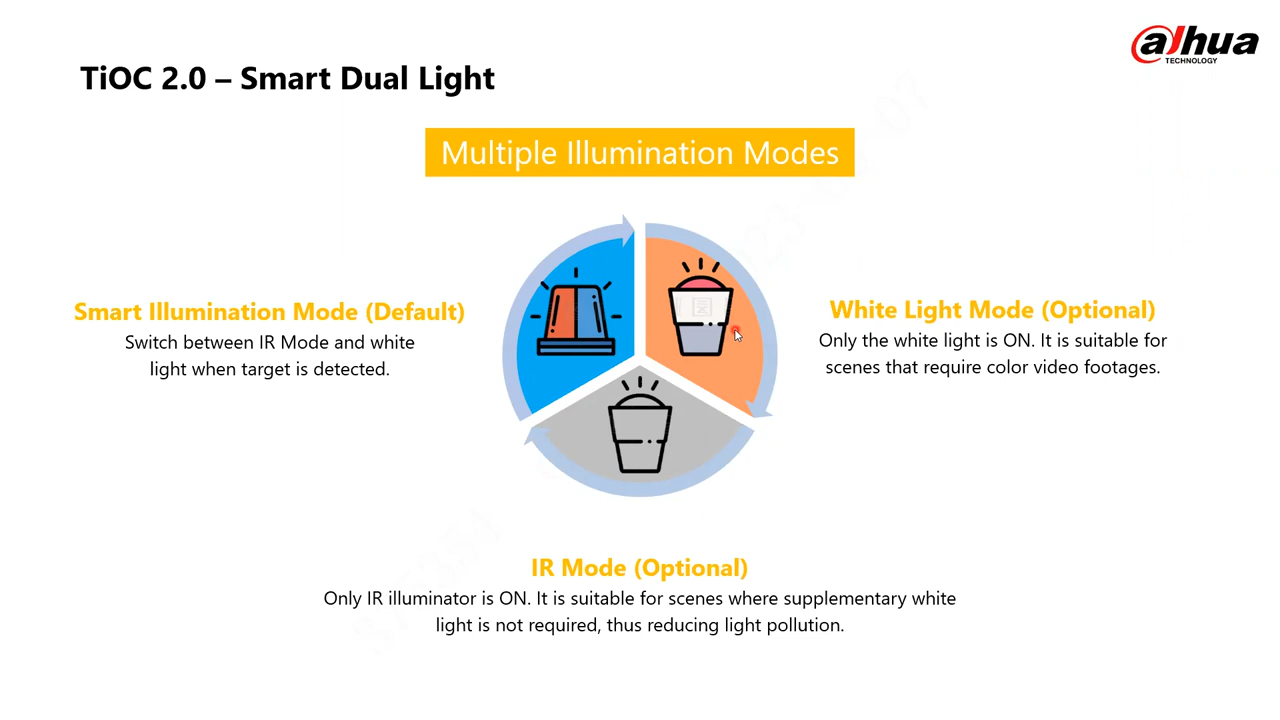 alhua
TECHNOLOGY
TiOC 2.0 – Smart Dual Light
Multiple Illumination Modes
Smart Illumination Mode (Default)
Switch between IR Mode and white
light when target is detected.
White Light Mode (Optional)
Only the white light is ON. It is suitable for
scenes that require color video footages.
IR Mode (Optional)
Only IR illuminator is ON. It is suitable for scenes where supplementary white
light is not required, thus reducing light pollution.